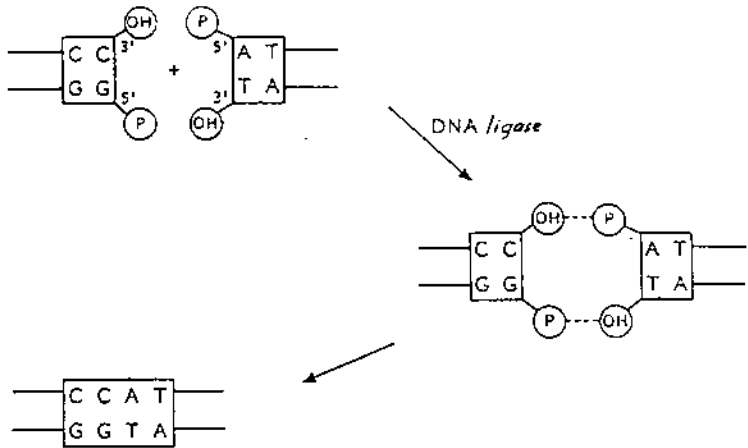 OH P
C C 3' 5' A T
+
G G 5' 3' T A
P OH
DNA ligase
OH P
C C A T
G G T A
P OH
C C A T
G G T A